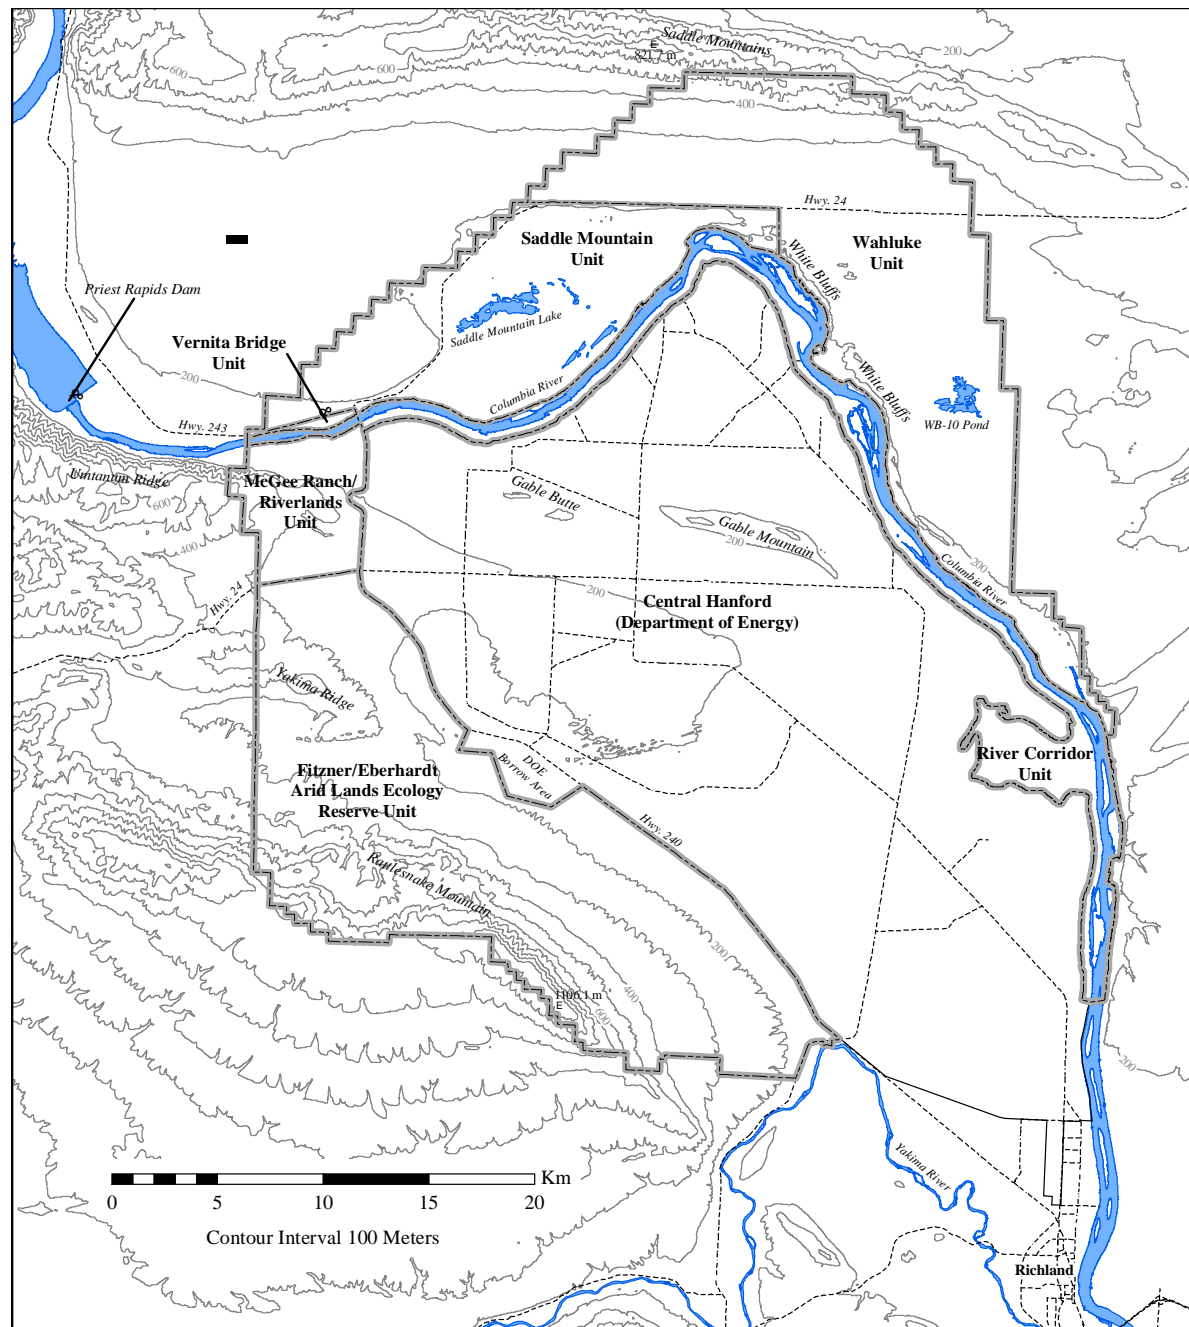 Saddle Mountains
E
821.7 m
200
600
600
400
Hwy. 24
Saddle Mountain
Unit
Wahluke
Unit
White Bluffs
Priest Rapids Dam
Saddle Mountain Lake
Vernita Bridge
Unit
200
Columbia River
White Bluffs
WB-10 Pond
Hwy. 243
Umtanum Ridge
McGee Ranch/
Riverlands
Unit
600
400
Gable Butte
Gable Mountain
200
200
Columbia River
Hwy. 24
200
Central Hanford
(Department of Energy)
Yakima Ridge
River Corridor
Unit
DOE
Borrow Area
Fitzner/Eberhardt
Arid Lands Ecology
Reserve Unit
Hwy. 240
Rattlesnake Mountain
200
400
600
1106.1 m
E
200
200
Km
0
5
10
15
20
Contour Interval 100 Meters
Yakima River
Richland